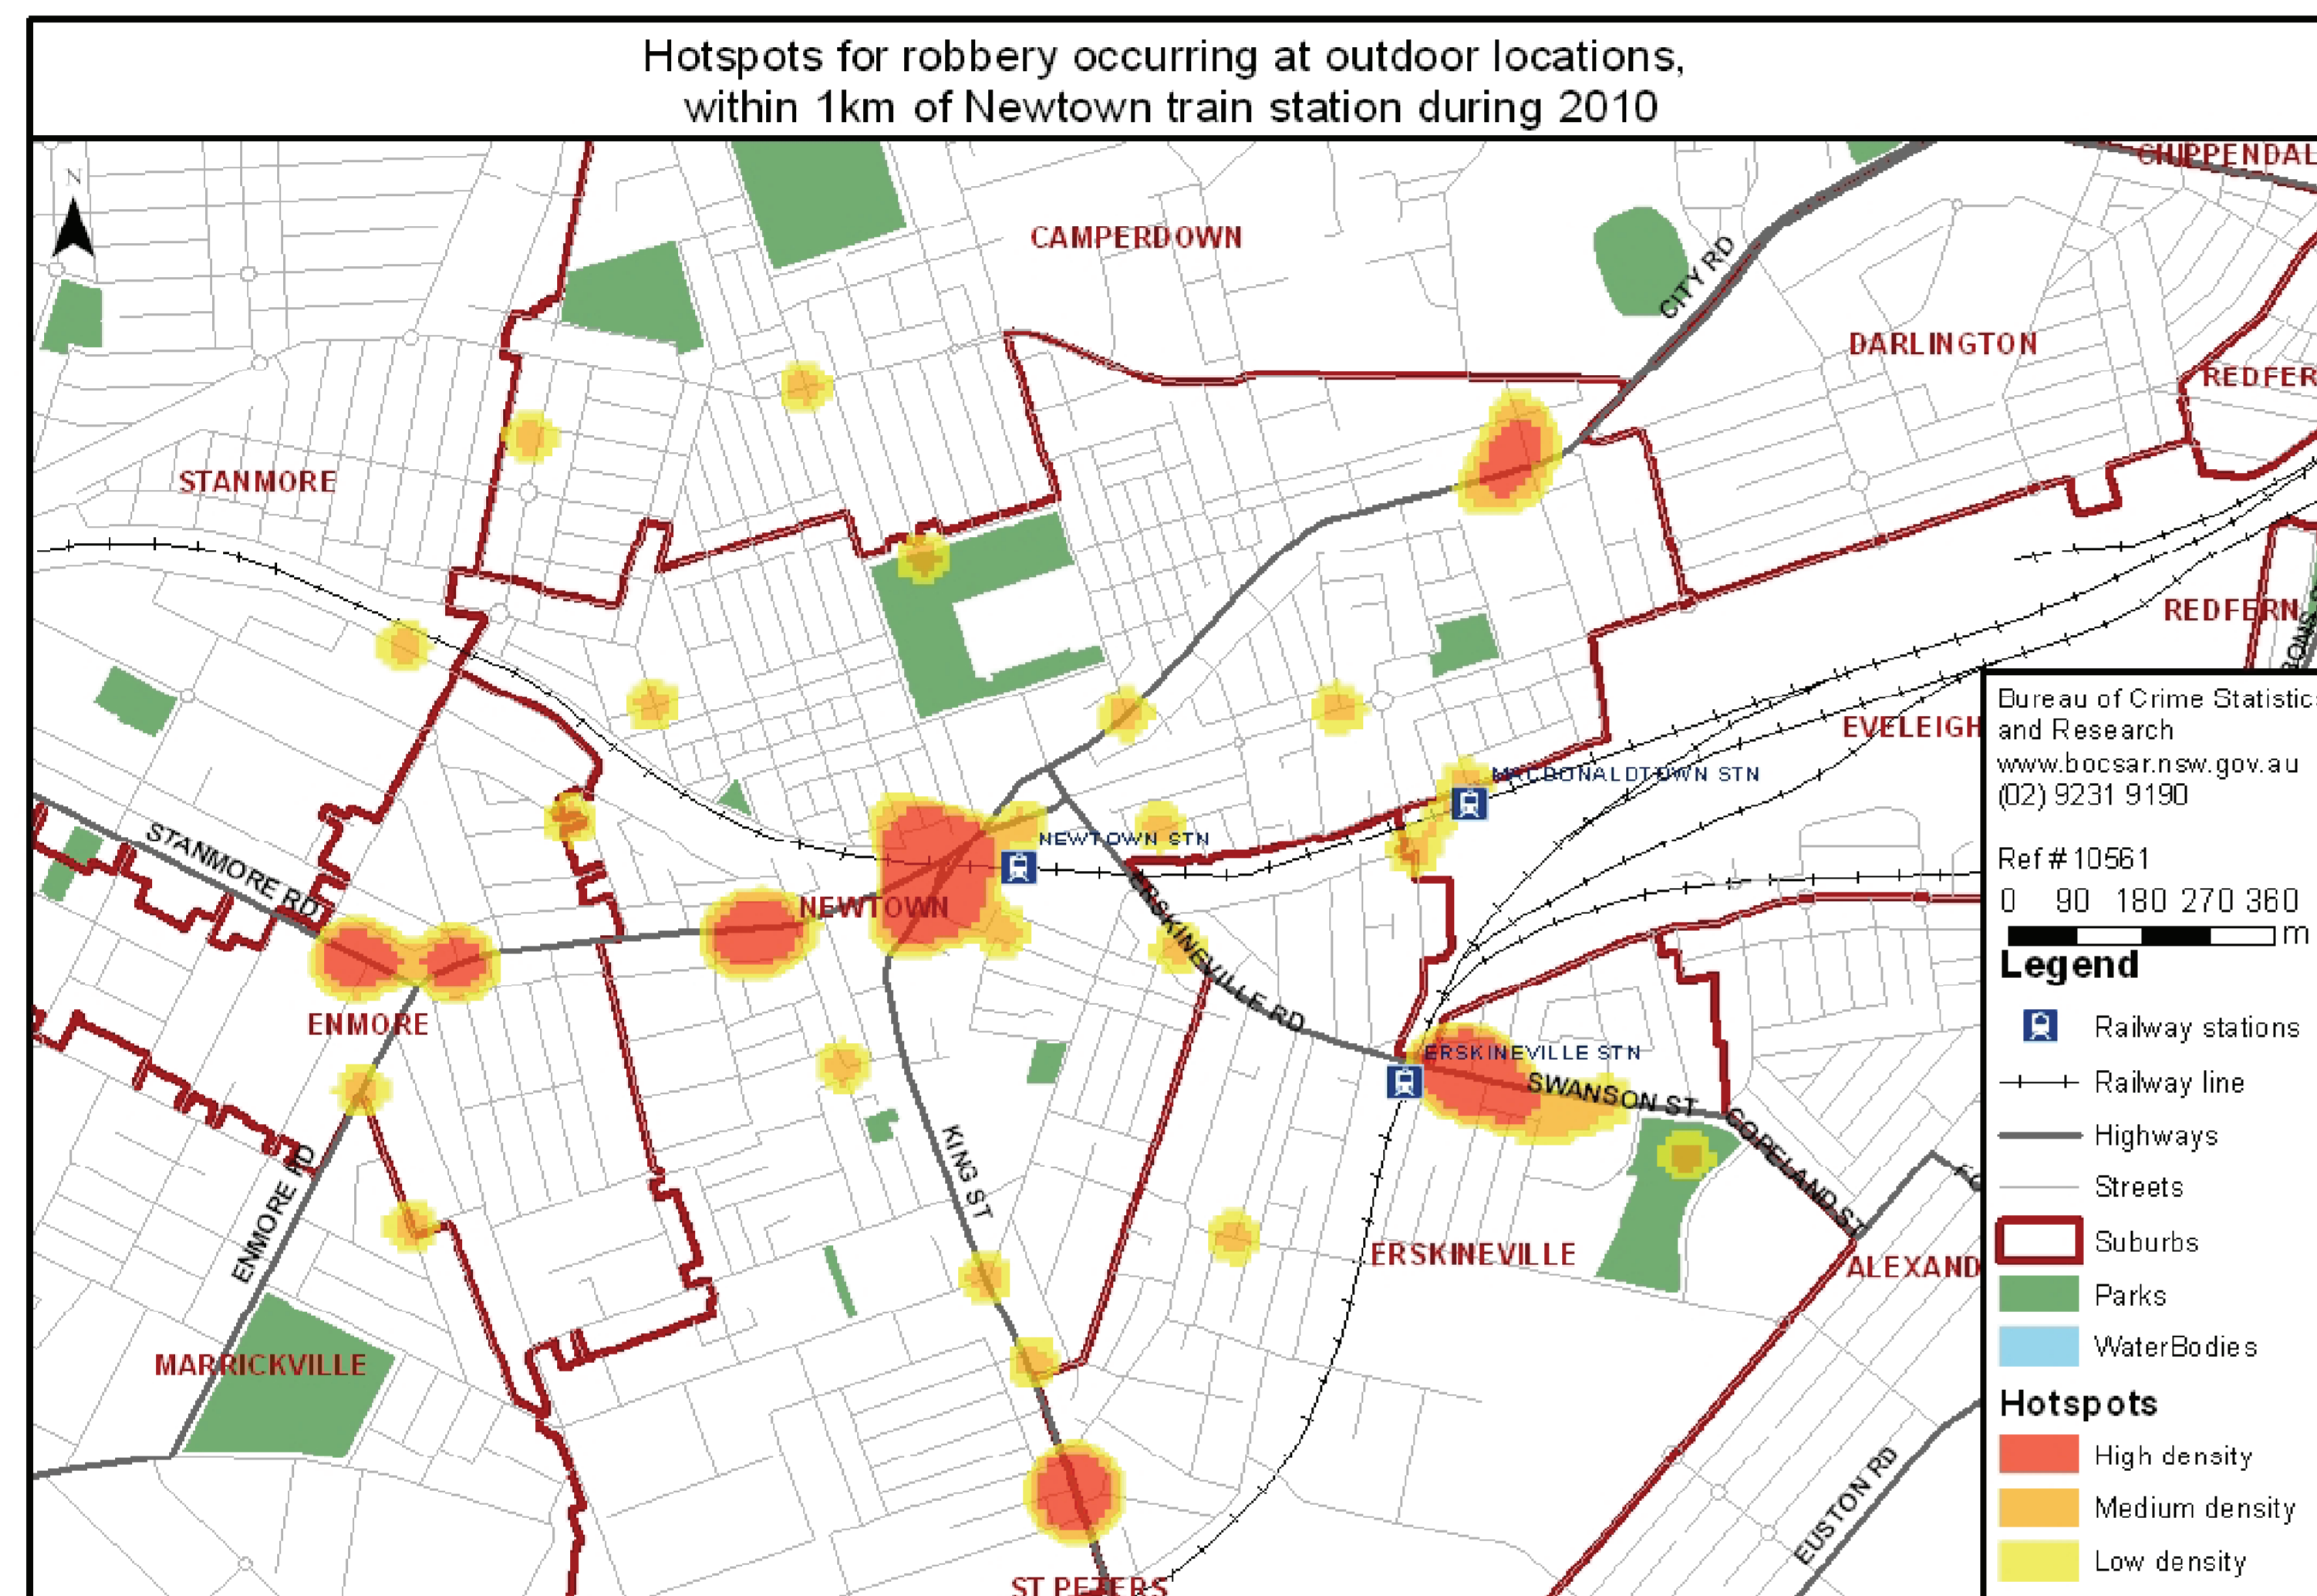 Hotspots for robbery occurring at outdoor locations,
within 1km of Newtown train station during 2010
N
CHIPPENDAL
CAMPERDOWN
CITY RD
DARLINGTON
REDFER
STANMORE
REDFERN
EVELEIGH
MACDONALDTOWN STN
STANMORE RD
NEWTOWN STN
NEWTOWN
ERSKINEVILLE RD
ENMORE
ERSKINEVILLE STN
SWANSON ST
COPELAND ST
KING ST
ENMORE RD
ERSKINEVILLE
ALEXAND
MARRICKVILLE
EUSTON RD
ST PETERS
Bureau of Crime Statistics
and Research
www.bocsar.nsw.gov.au
(02) 9231 9190
Ref # 10561
0 90 180 270 360
m
Legend
Railway stations
Railway line
Highways
Streets
Suburbs
Parks
WaterBodies
Hotspots
High density
Medium density
Low density